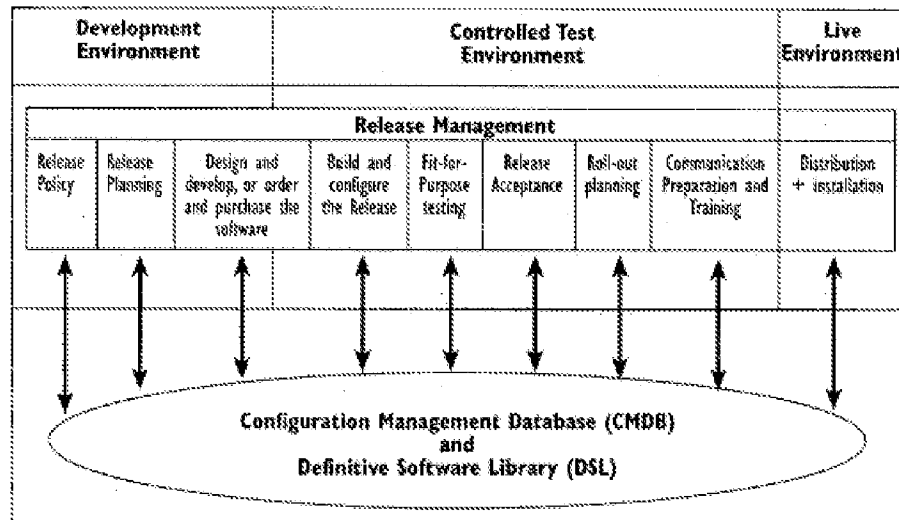 Development
Environment
Controlled Test
Environment
Live
Environment
Release Management
Release
Policy
Release
Planning
Design and
develop, or order
and purchase the
software
Build and
configure
the Release
Fit-for-
Purpose
testing
Release
Acceptance
Roll-out
planning
Communication
Preparation and
Training
Distribution
+ installation
Configuration Management Database (CMDB)
and
Definitive Software Library (DSL)